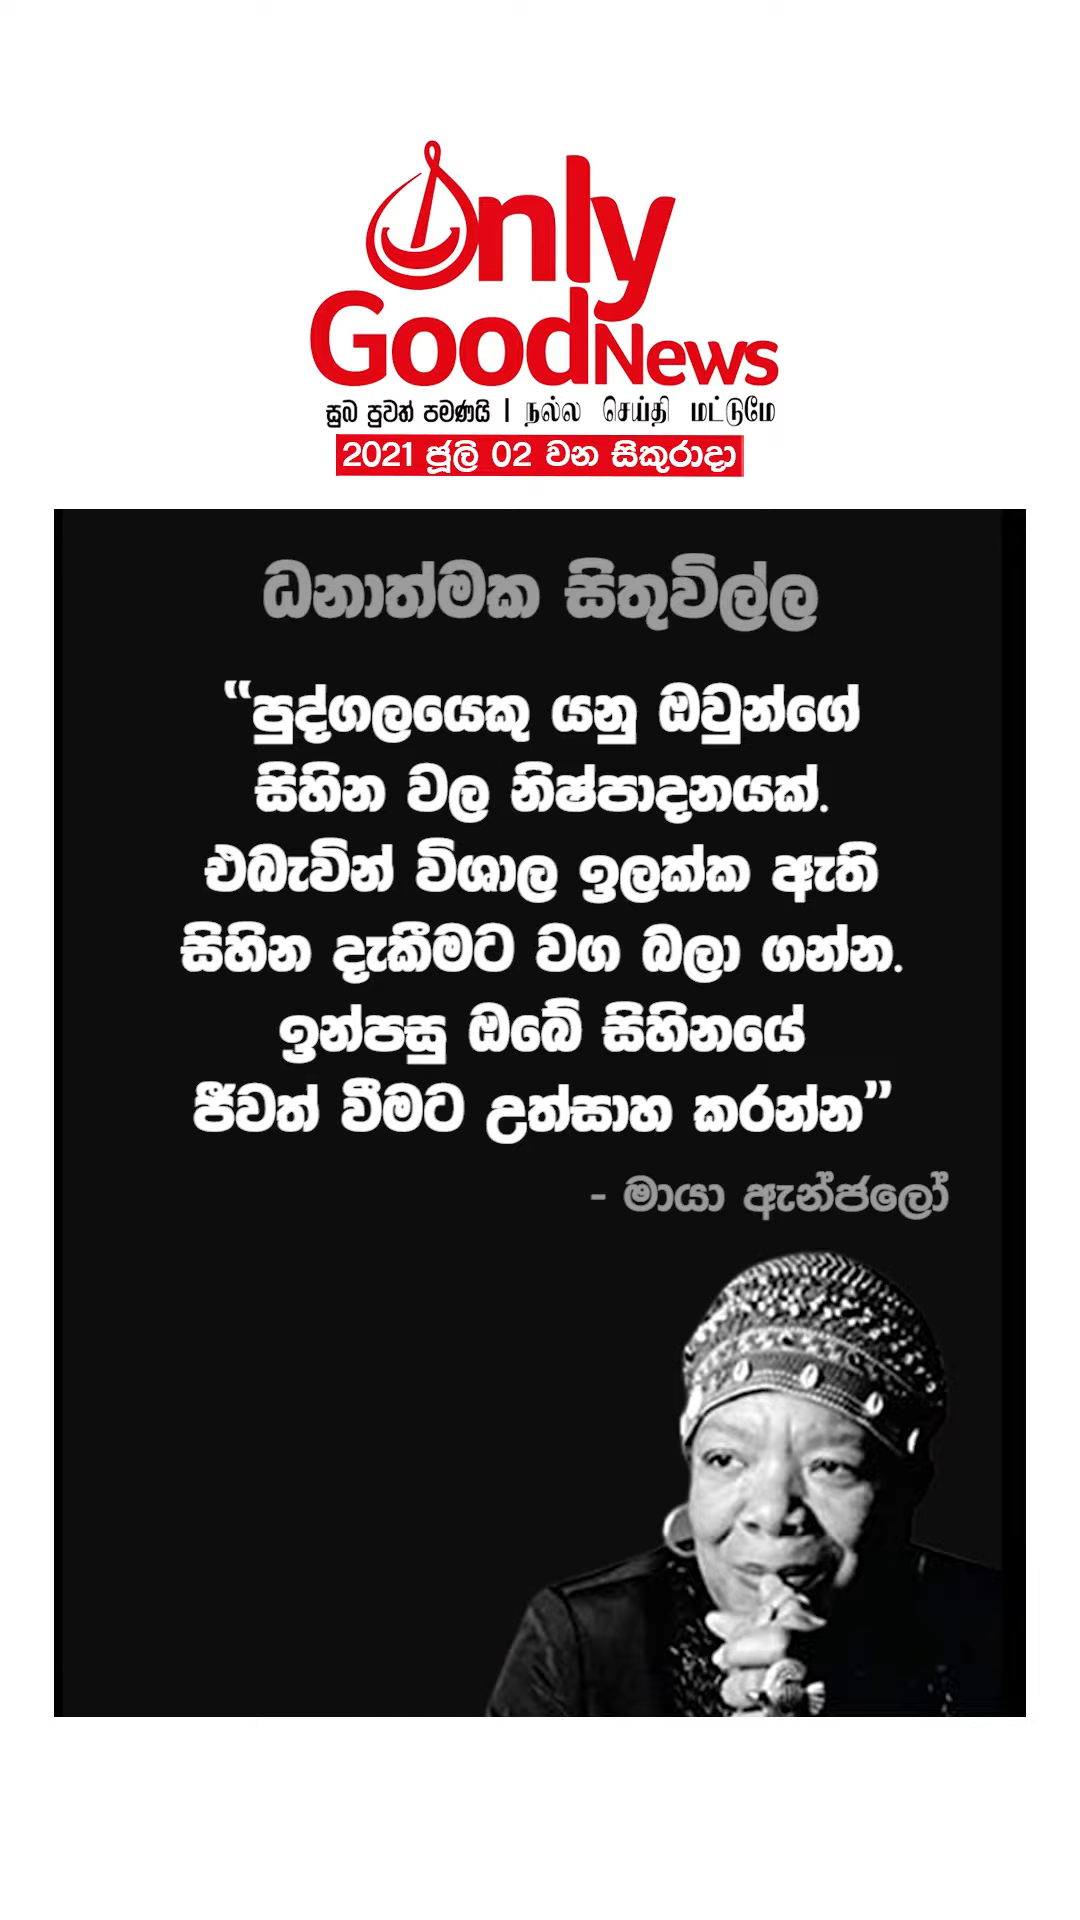 Only
GoodNews
සුබ පුවත් පමණයි | நல்ல செய்தி மட்டுமே
2021 ජූලි 02 වන සිකුරාදා
ධනාත්මක සිතුවිල්ල
“පුද්ගලයෙකු යනු ඔවුන්ගේ
සිහින වල නිෂ්පාදනයක්.
එබැවින් විශාල ඉලක්ක ඇති
සිහින දැකීමට වග බලා ගන්න.
ඉන්පසු ඔබේ සිහිනයේ
ජීවත් වීමට උත්සාහ කරන්න”
- මායා ඇන්ජලෝ